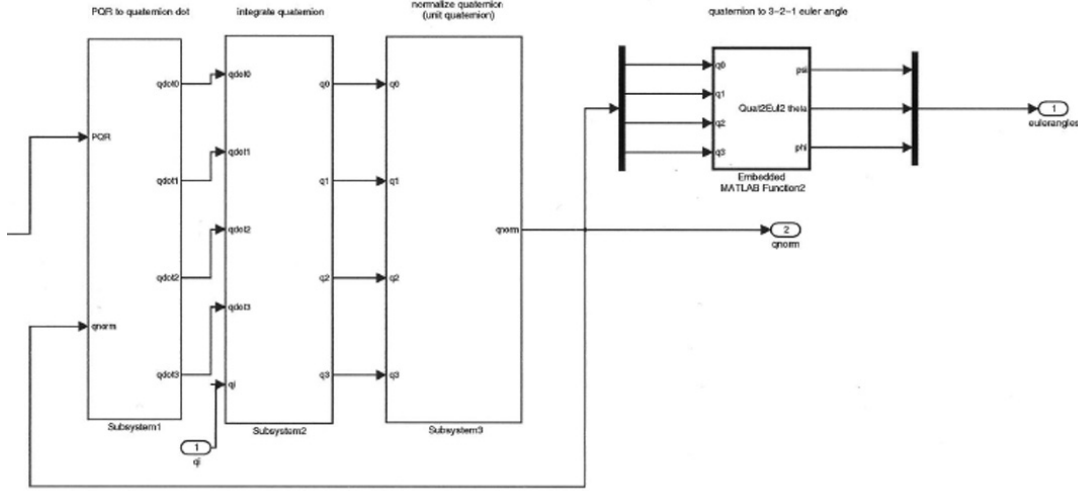 PQR to quaternion dot
integrate quaternion
normalize quaternion
(unit quaternion)
quaternion to 3-2-1 euler angle
PQR
qnorm
qdot0
qdot1
qdot2
qdot3
Subsystem1
qdot0
qdot1
qdot2
qdot3
qi
q0
q1
q2
q3
Subsystem2
1
qi
q0
q1
q2
q3
qnorm
Subsystem3
q0
q1
q2
q3
Quat2Eul2
psi
theta
phi
Embedded
MATLAB Function2
1
eulerangles
2
qnorm